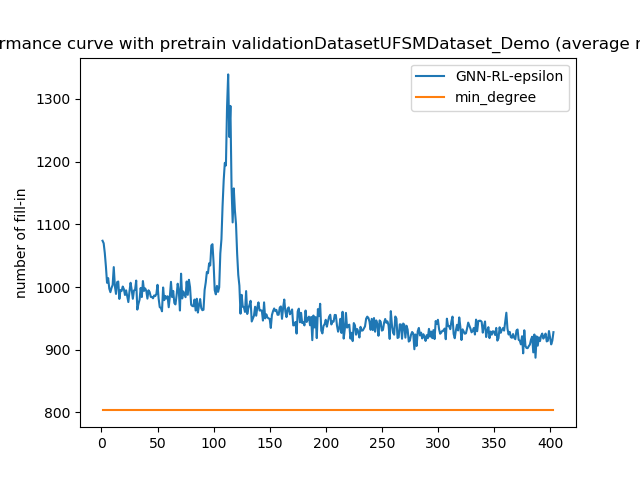 rmance curve with pretrain validationDatasetUFSMDataset_Demo (average
GNN-RL-epsilon
min_degree
number of fill-in
1300
1200
1100
1000
900
800
0 50 100 150 200 250 300 350 400